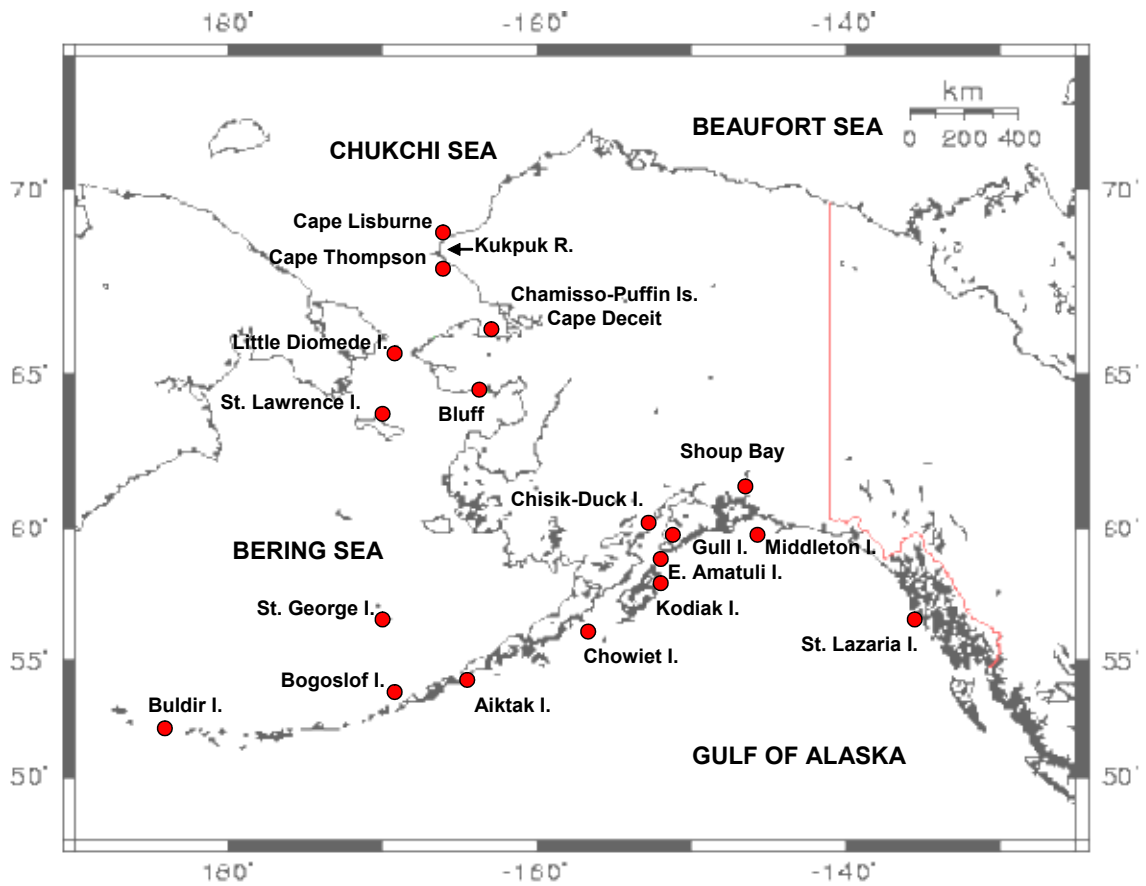 180° -160° -140°
km
0 200 400
BEAUFORT SEA
CHUKCHI SEA
70° 70°
Cape Lisburne
Kukpuk R.
Cape Thompson
Chamisso-Puffin Is.
Cape Deceit
Little Diomede I.
65° 65°
St. Lawrence I.
Bluff
Shoup Bay
Chisik-Duck I.
60° 60°
BERING SEA
Gull I. Middleton I.
E. Amatuli I.
St. George I.
Kodiak I.
St. Lazaria I.
Chowiet I.
55° 55°
Bogoslof I.
Buldir I.
Aiktak I.
GULF OF ALASKA
50° 50°
180° -160° -140°